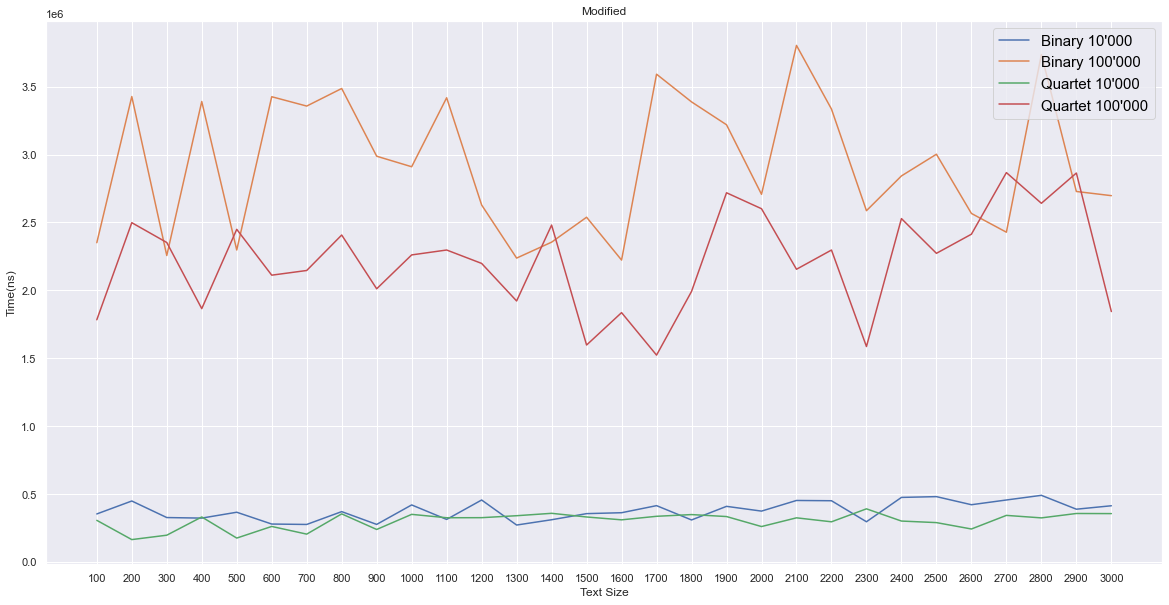 Modified
1e6
Binary 10'000
Binary 100'000
Quartet 10'000
Quartet 100'000
3.5
3.0
2.5
2.0
1.5
1.0
0.5
0.0
Time(ns)
100 200 300 400 500 600 700 800 900 1000 1100 1200 1300 1400 1500 1600 1700 1800 1900 2000 2100 2200 2300 2400 2500 2600 2700 2800 2900 3000
Text Size